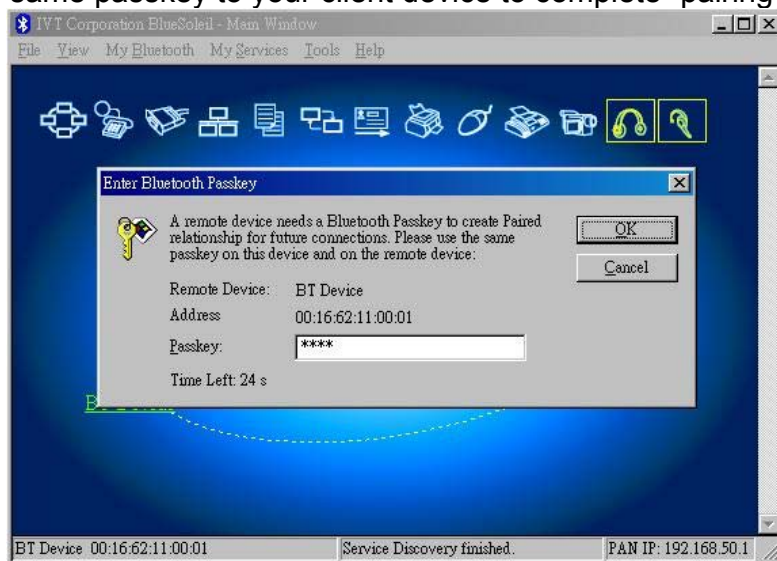 same passkey to your client device to complete "pairing"
IVT Corporation BlueSoleil - Main Window
File View My Bluetooth My Services Tools Help
Enter Bluetooth Passkey
A remote device needs a Bluetooth Passkey to create Paired
relationship for future connections. Please use the same
passkey on this device and on the remote device:
OK
Cancel
Remote Device: BT Device
Address 00:16:62:11:00:01
Passkey: ****
Time Left: 24 s
BT Device 00:16:62:11:00:01 Service Discovery finished. PAN IP: 192.168.50.1